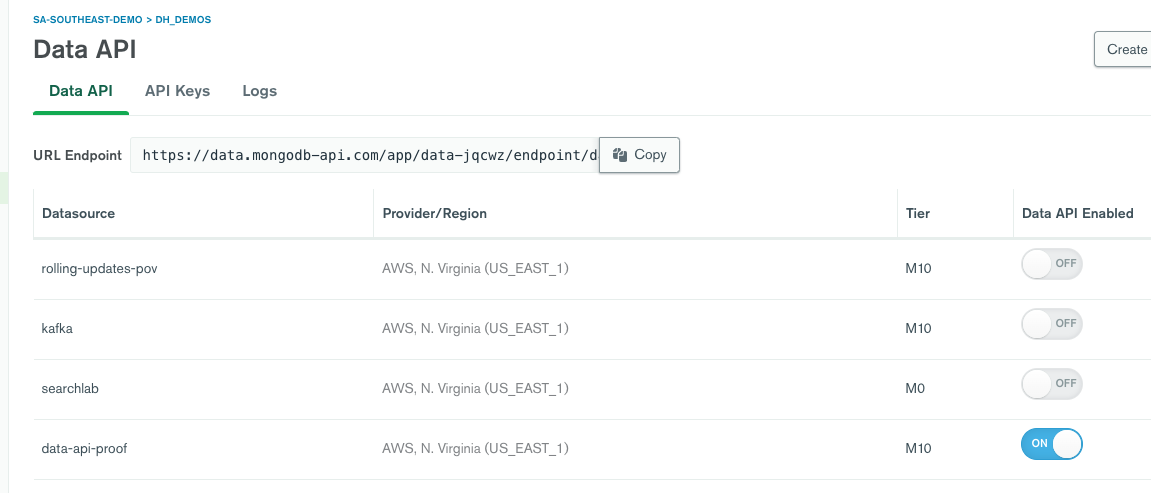 SA-SOUTHEAST-DEMO > DH_DEMOS
Data API
Create
Data API API Keys Logs
URL Endpoint https://data.mongodb-api.com/app/data-jqcwz/endpoint/d Copy
Datasource Provider/Region Tier Data API Enabled
rolling-updates-pov AWS, N. Virginia (US_EAST_1) M10 OFF
kafka AWS, N. Virginia (US_EAST_1) M10 OFF
searchlab AWS, N. Virginia (US_EAST_1) M0 OFF
data-api-proof AWS, N. Virginia (US_EAST_1) M10 ON